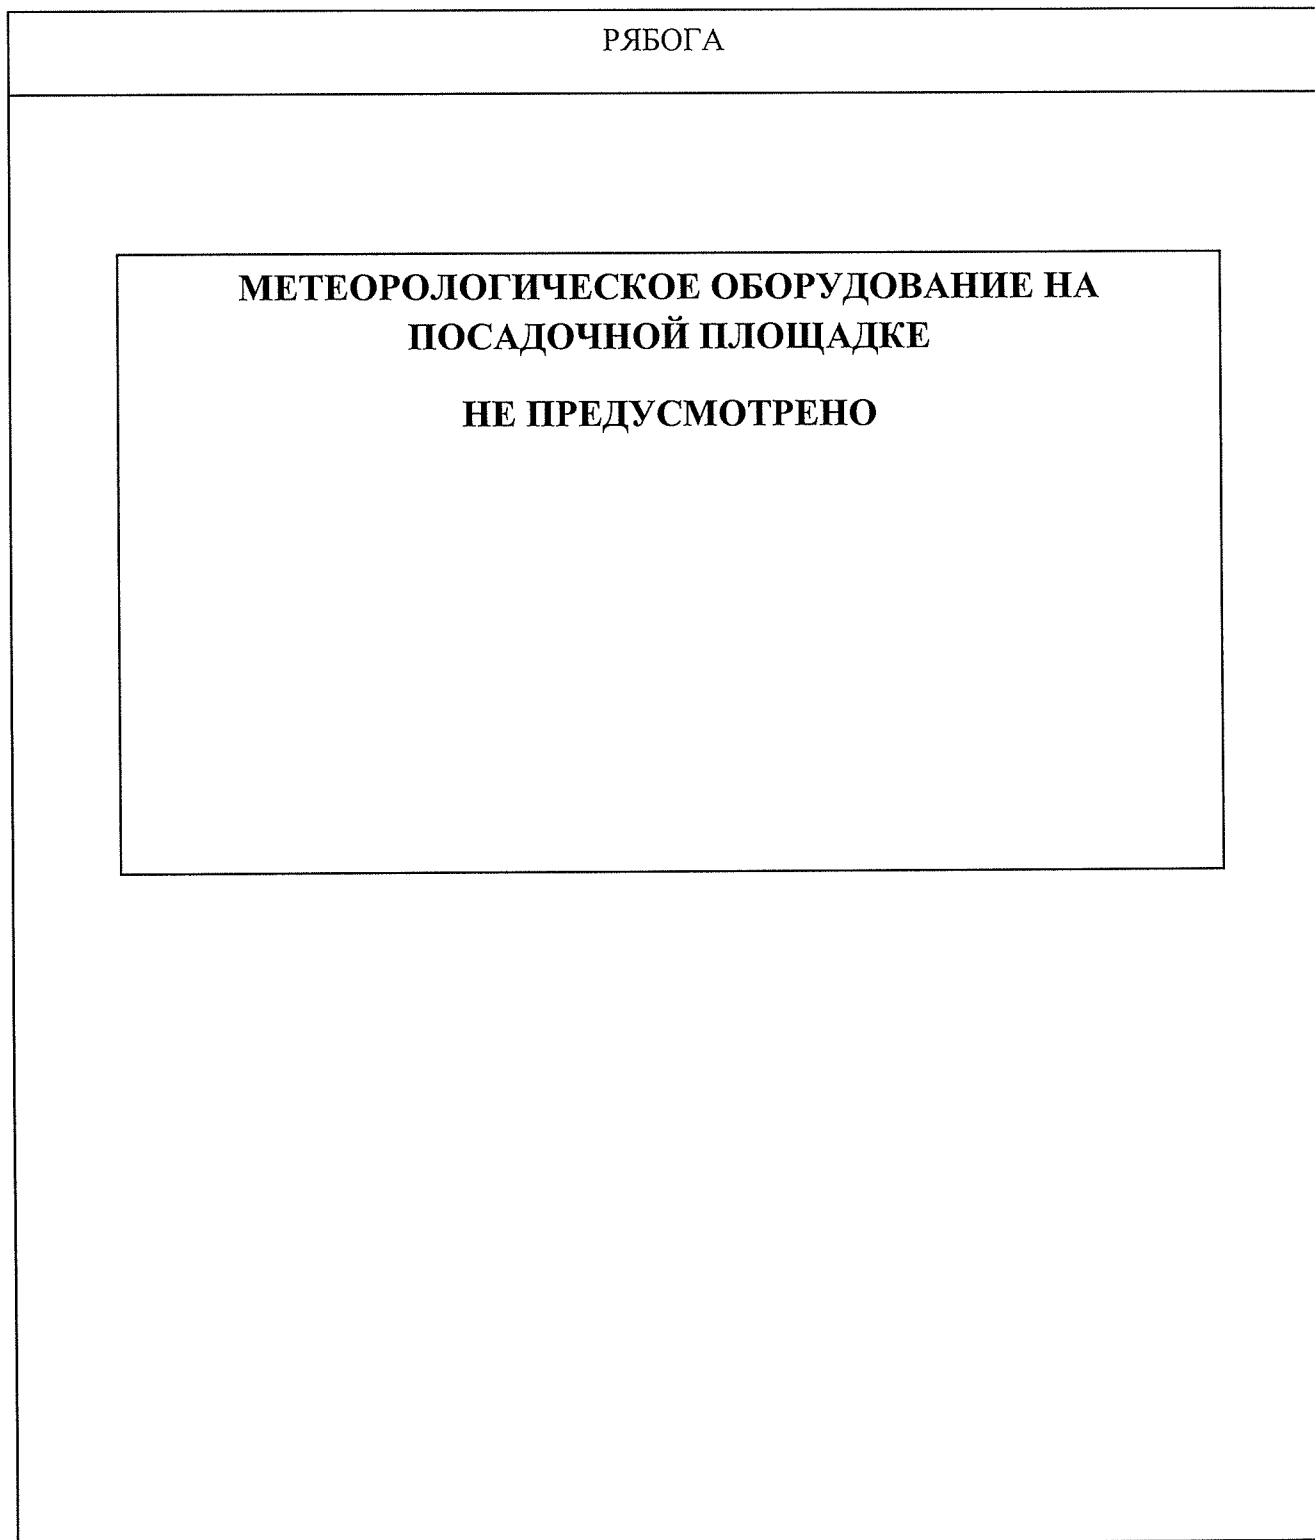 РЯБОГА
МЕТЕОРОЛОГИЧЕСКОЕ ОБОРУДОВАНИЕ НА
ПОСАДОЧНОЙ ПЛОЩАДКЕ
НЕ ПРЕДУСМОТРЕНО